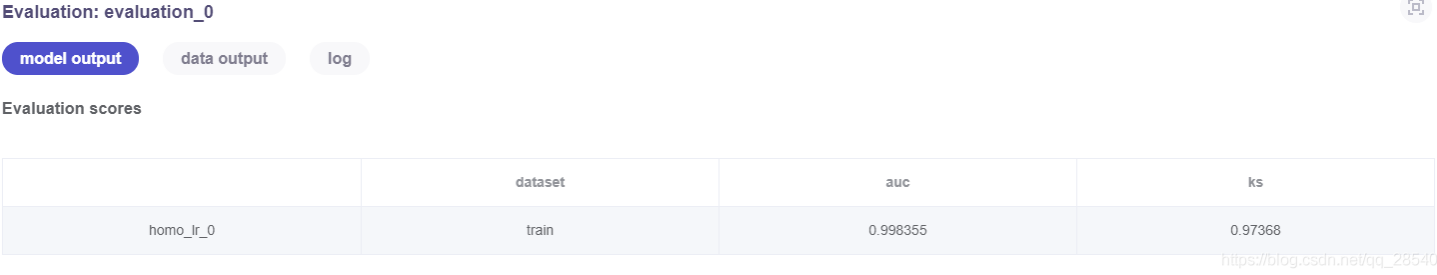 Evaluation: evaluation_0
model output data output log
Evaluation scores
dataset auc ks
homo_lr_0 train 0.998355 0.97368
https://blog.csdn.net/qq_28540